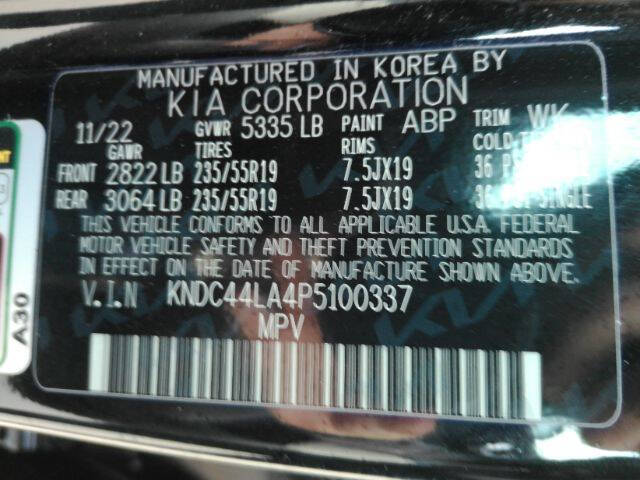 MANUFACTURED IN KOREA BY
KIA CORPORATION
11/22 GVWR 5335 LB PAINT ABP TRIM WK
GAWR TIRES RIMS COLD
FRONT 2822 LB 235/55R19 7.5JX19 36
REAR 3064 LB 235/55R19 7.5JX19 SINGLE
THIS VEHICLE CONFORMS TO ALL APPLICABLE U.S.A. FEDERAL
MOTOR VEHICLE SAFETY AND THEFT PREVENTION STANDARDS
IN EFFECT ON THE DATE OF MANUFACTURE SHOWN ABOVE.
V.I.N KNDC44LA4P5100337
MPV
A30